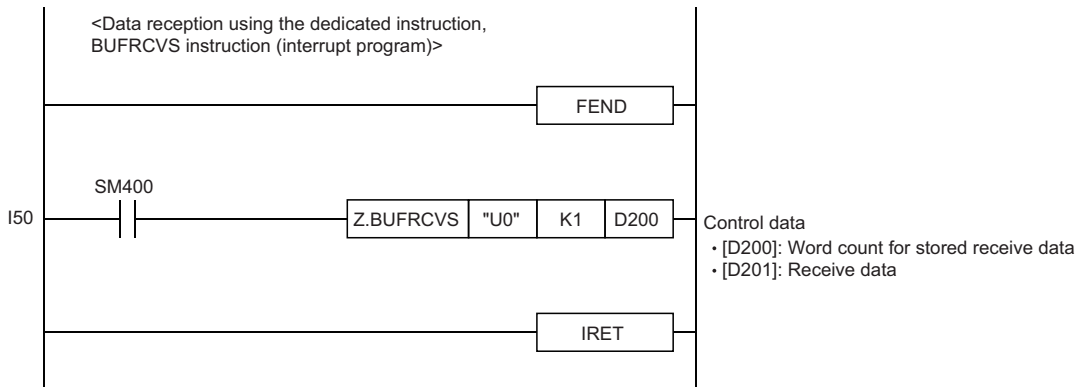 <Data reception using the dedicated instruction,
BUFRCVS instruction (interrupt program)>
FEND
SM400
I50
Z.BUFRCVS "U0" K1 D200
Control data
• [D200]: Word count for stored receive data
• [D201]: Receive data
IRET